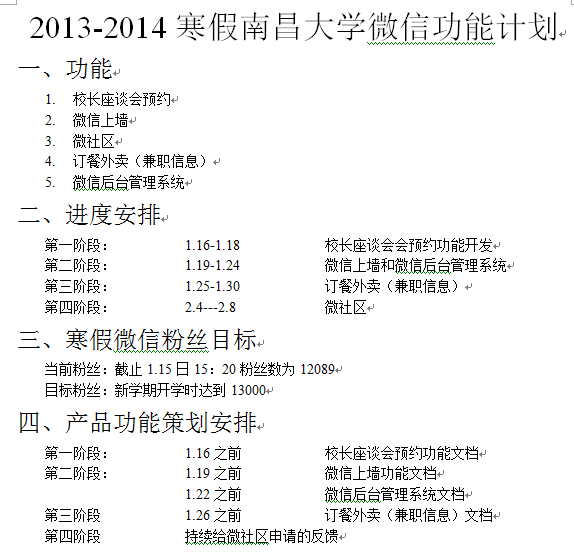 2013-2014 寒假南昌大学微信功能计划
一、功能
1. 校长座谈会预约
2. 微信上墙
3. 微社区
4. 订餐外卖（兼职信息）
5. 微信后台管理系统
二、进度安排
第一阶段： 1.16-1.18 校长座谈会会预约功能开发
第二阶段： 1.19-1.24 微信上墙和微信后台管理系统
第三阶段： 1.25-1.30 订餐外卖（兼职信息）
第四阶段： 2.4---2.8 微社区
三、寒假微信粉丝目标
当前粉丝：截止 1.15 日 15：20 粉丝数为 12089
目标粉丝：新学期开学时达到 13000
四、产品功能策划安排
第一阶段： 1.16 之前 校长座谈会预约功能文档
第二阶段： 1.19 之前 微信上墙功能文档
1.22 之前 微信后台管理系统文档
第三阶段 1.26 之前 订餐外卖（兼职信息）文档
第四阶段 持续给微社区申请的反馈